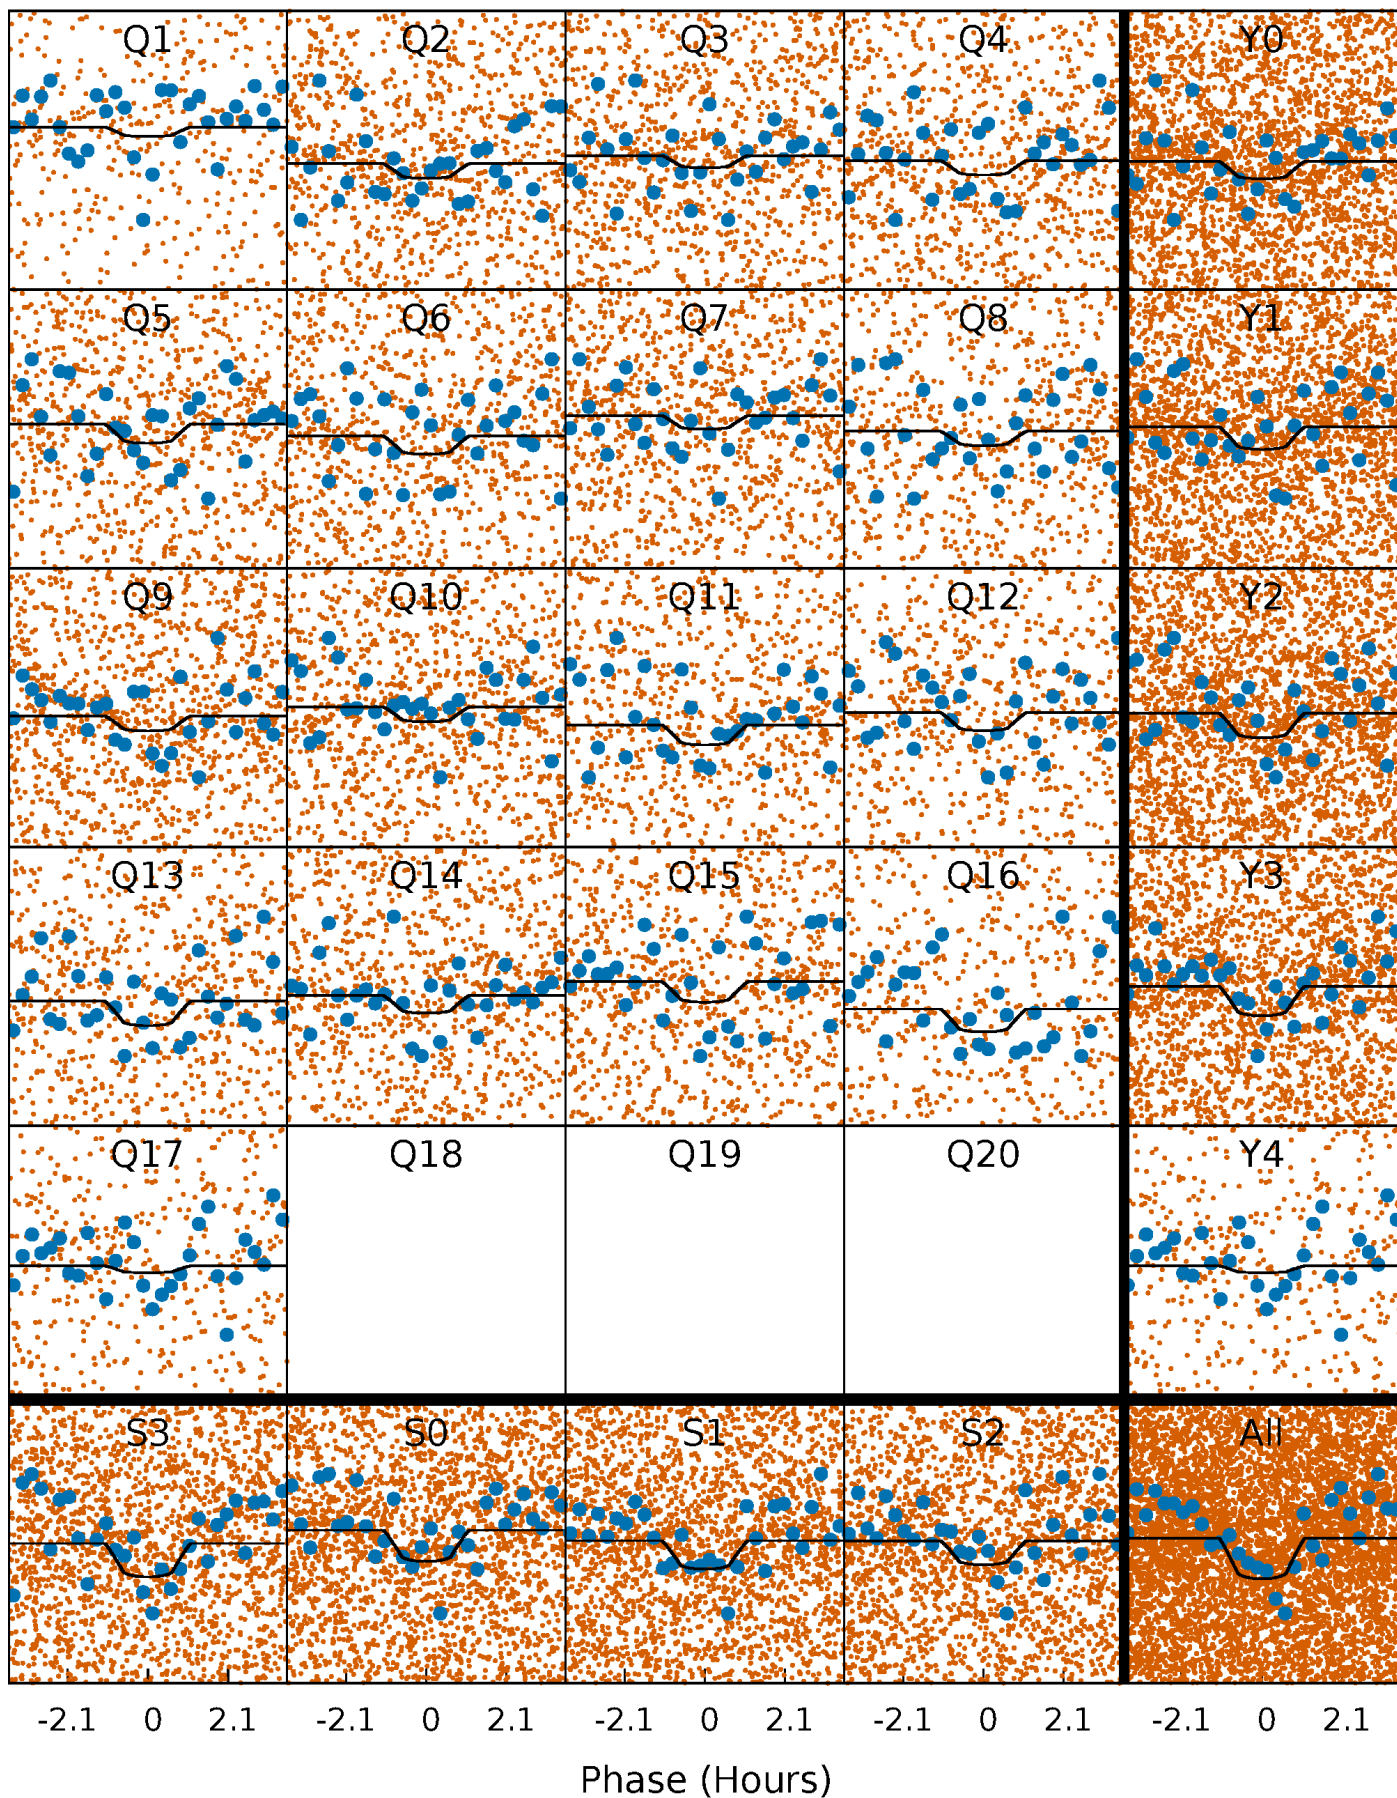 Q1 Q2 Q3 Q4 Y0
Q5 Q6 Q7 Q8 Y1
Q9 Q10 Q11 Q12 Y2
Q13 Q14 Q15 Q16 Y3
Q17 Q18 Q19 Q20 Y4
S3 S0 S1 S2 All
-2.1 0 2.1 -2.1 0 2.1 -2.1 0 2.1 -2.1 0 2.1 -2.1 0 2.1
Phase (Hours)